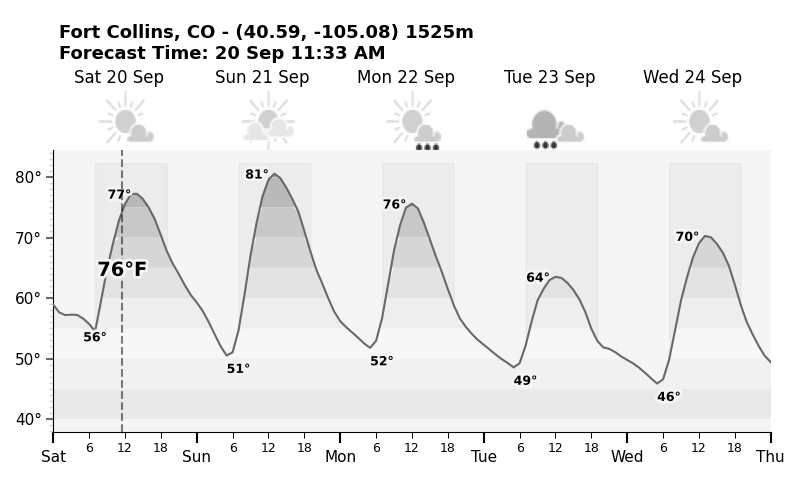 Fort Collins, CO - (40.59, -105.08) 1525m
Forecast Time: 20 Sep 11:33 AM
Sat 20 Sep Sun 21 Sep Mon 22 Sep Tue 23 Sep Wed 24 Sep
80°
70°
60°
50°
40°
77° 81° 76° 64° 70°
76°F
56° 51° 52° 49° 46°
6 12 18 6 12 18 6 12 18 6 12 18 6 12 18
Sat Sun Mon Tue Wed Thu